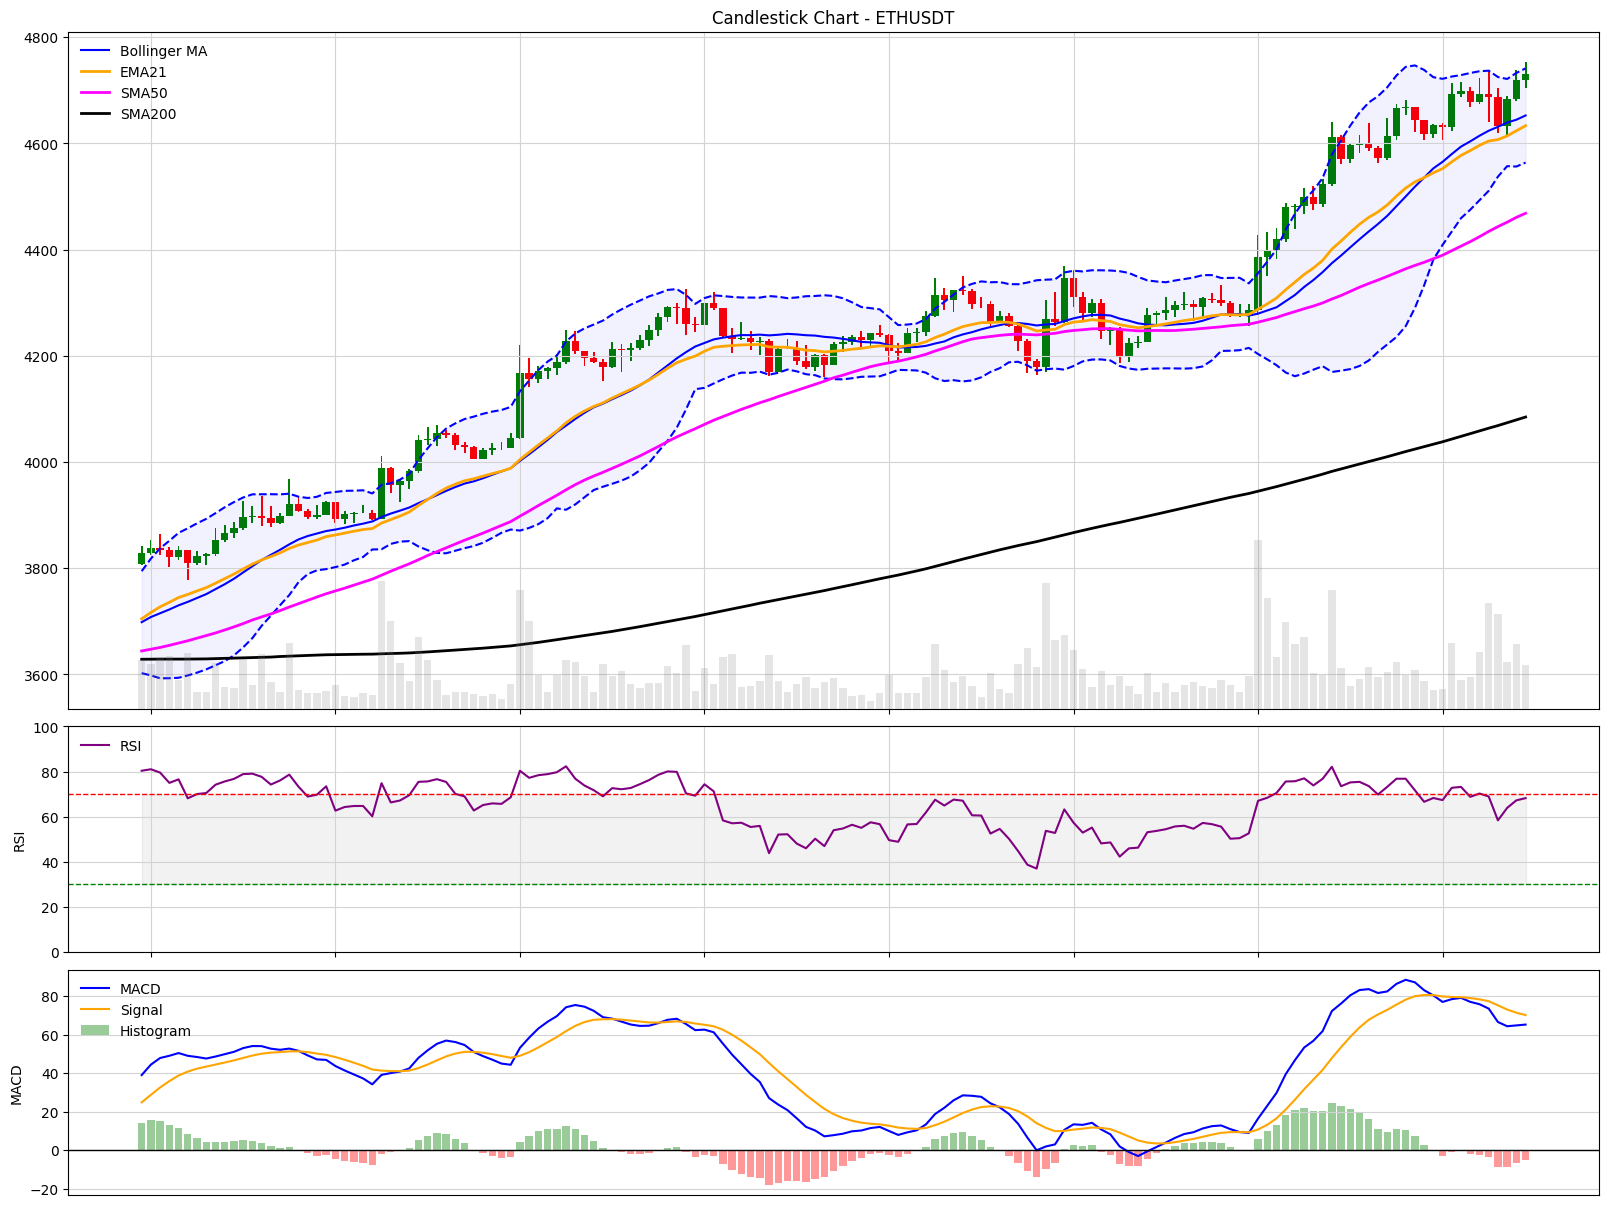 Candlestick Chart - ETHUSDT
4800
4600
4400
4200
4000
3800
3600
Bollinger MA
EMA21
SMA50
SMA200
100
80
60
40
20
0
RSI
RSI
80
60
40
20
0
−20
MACD
MACD
Signal
Histogram